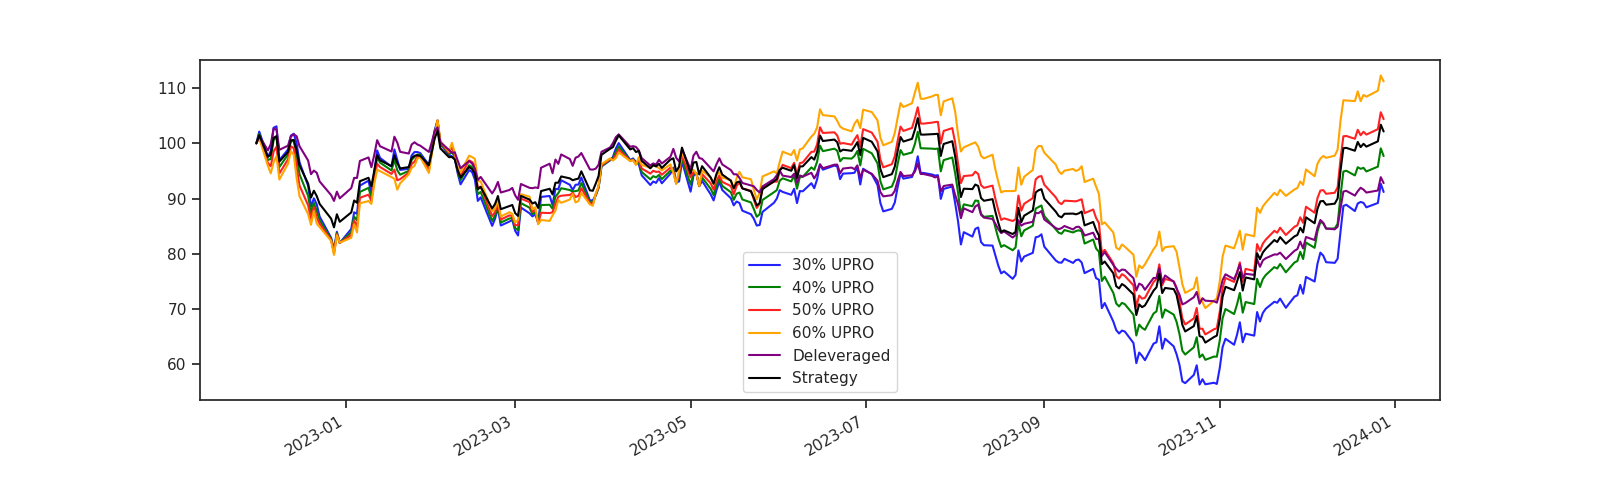 110
100
90
80
70
60
30% UPRO
40% UPRO
50% UPRO
60% UPRO
Deleveraged
Strategy
2023-01
2023-03
2023-05
2023-07
2023-09
2023-11
2024-01